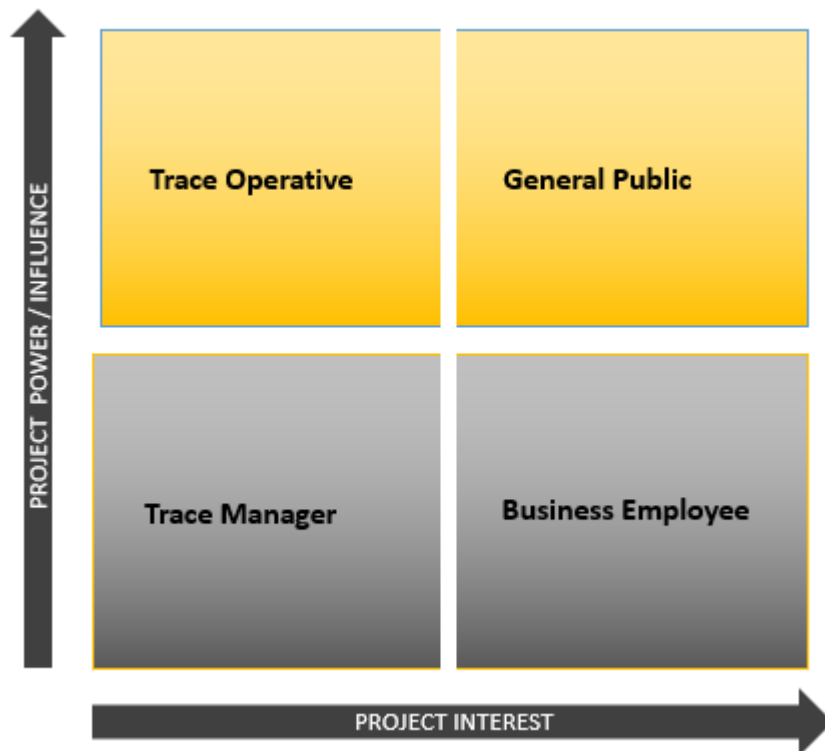 PROJECT POWER / INFLUENCE
Trace Operative
General Public
Trace Manager
Business Employee
PROJECT INTEREST